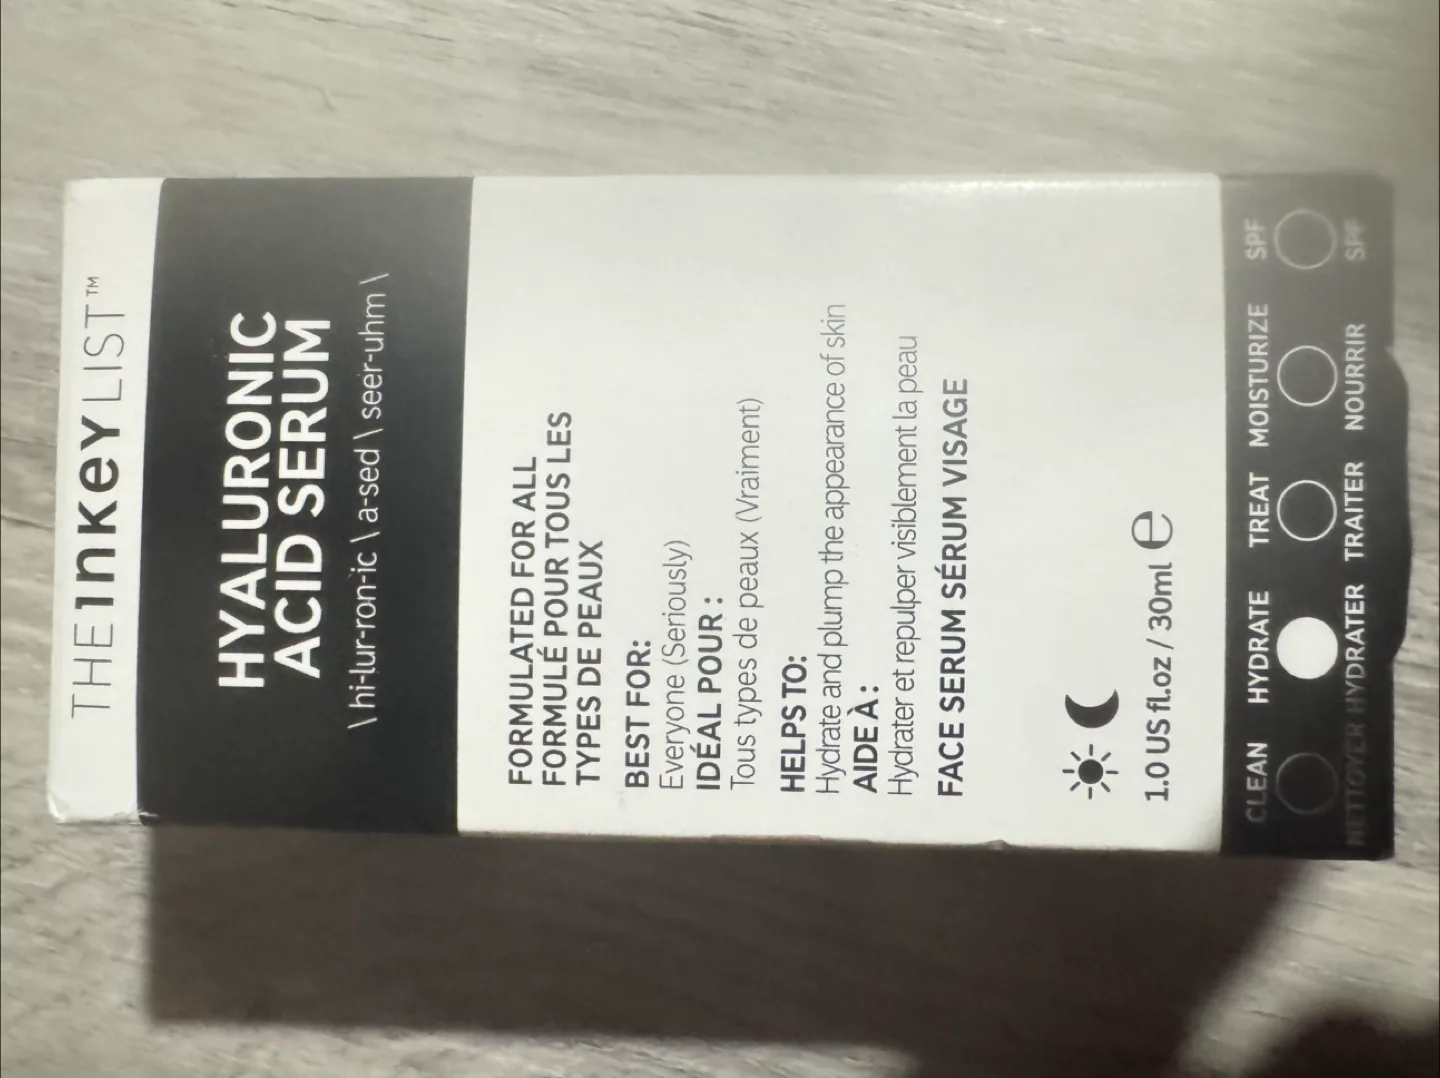 THE INKEY LIST™
HYALURONIC
ACID SERUM
\ hi-lur-ron-ic \ a-sed \ seer-uhm \
FORMULATED FOR ALL
FORMULÉ POUR TOUS LES
TYPES DE PEAUX
BEST FOR:
Everyone (Seriously)
IDÉAL POUR :
Tous types de peaux (Vraiment)
HELPS TO:
Hydrate and plump the appearance of skin
AIDE À :
Hydrater et repulper visiblement la peau
FACE SERUM SÉRUM VISAGE
1.0 US fl.oz / 30ml ℮
CLEAN HYDRATE TREAT MOISTURIZE SPF
NETTOYER HYDRATER TRAITER NOURRIR SPF